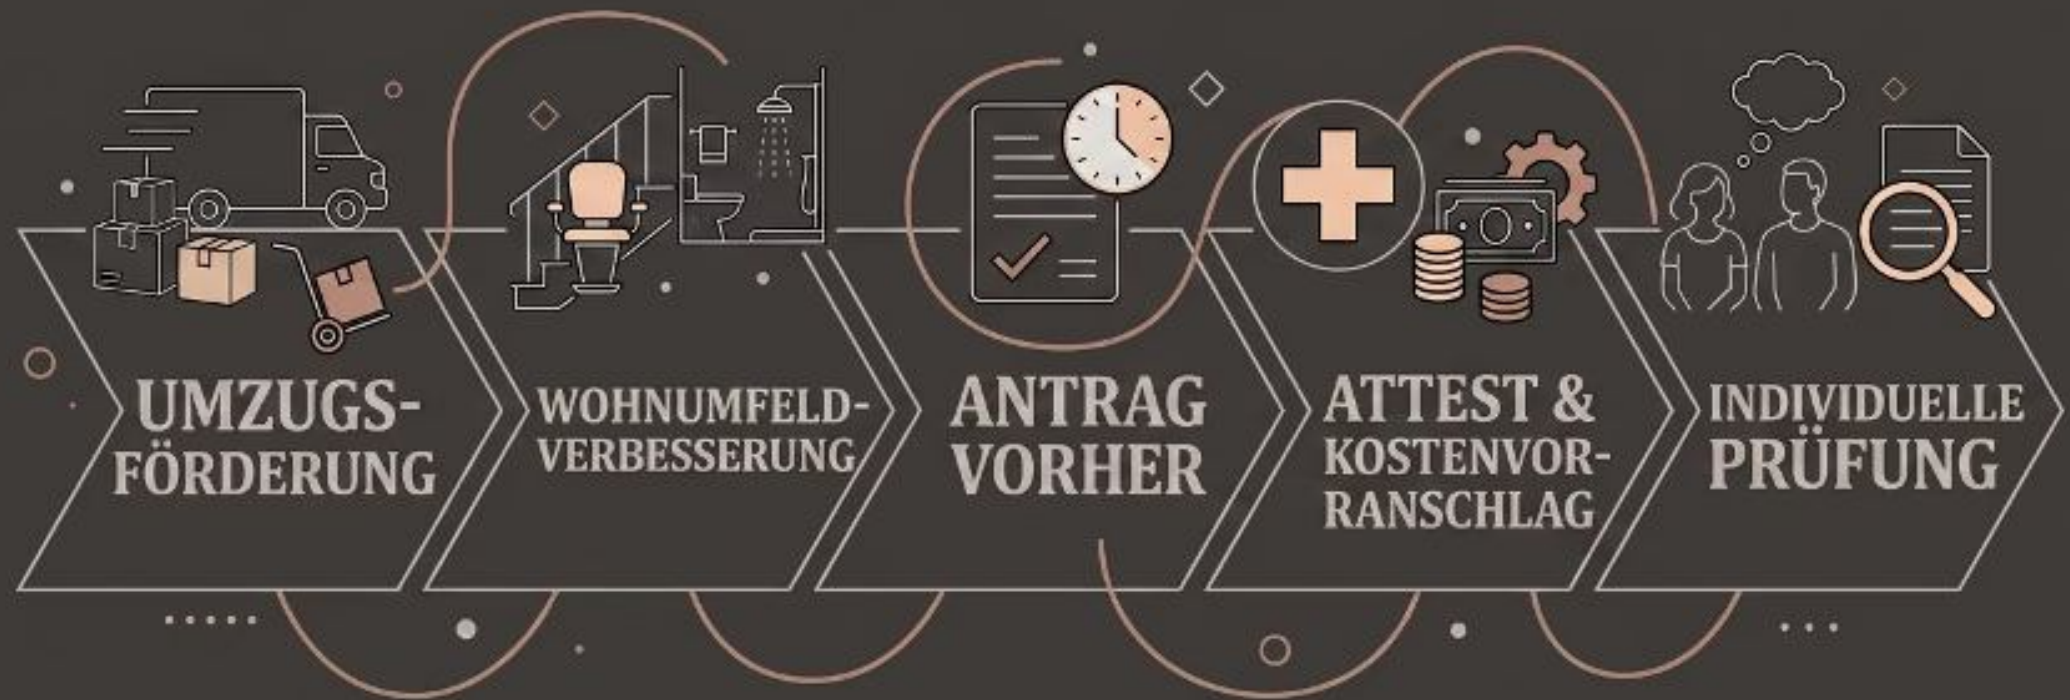 UMZUGS-
FÖRDERUNG
WOHNUMFELD-
VERBESSERUNG
ANTRAG
VORHER
ATTEST &
KOSTENVOR-
RANSCHLAG
INDIVIDUELLE
PRÜFUNG